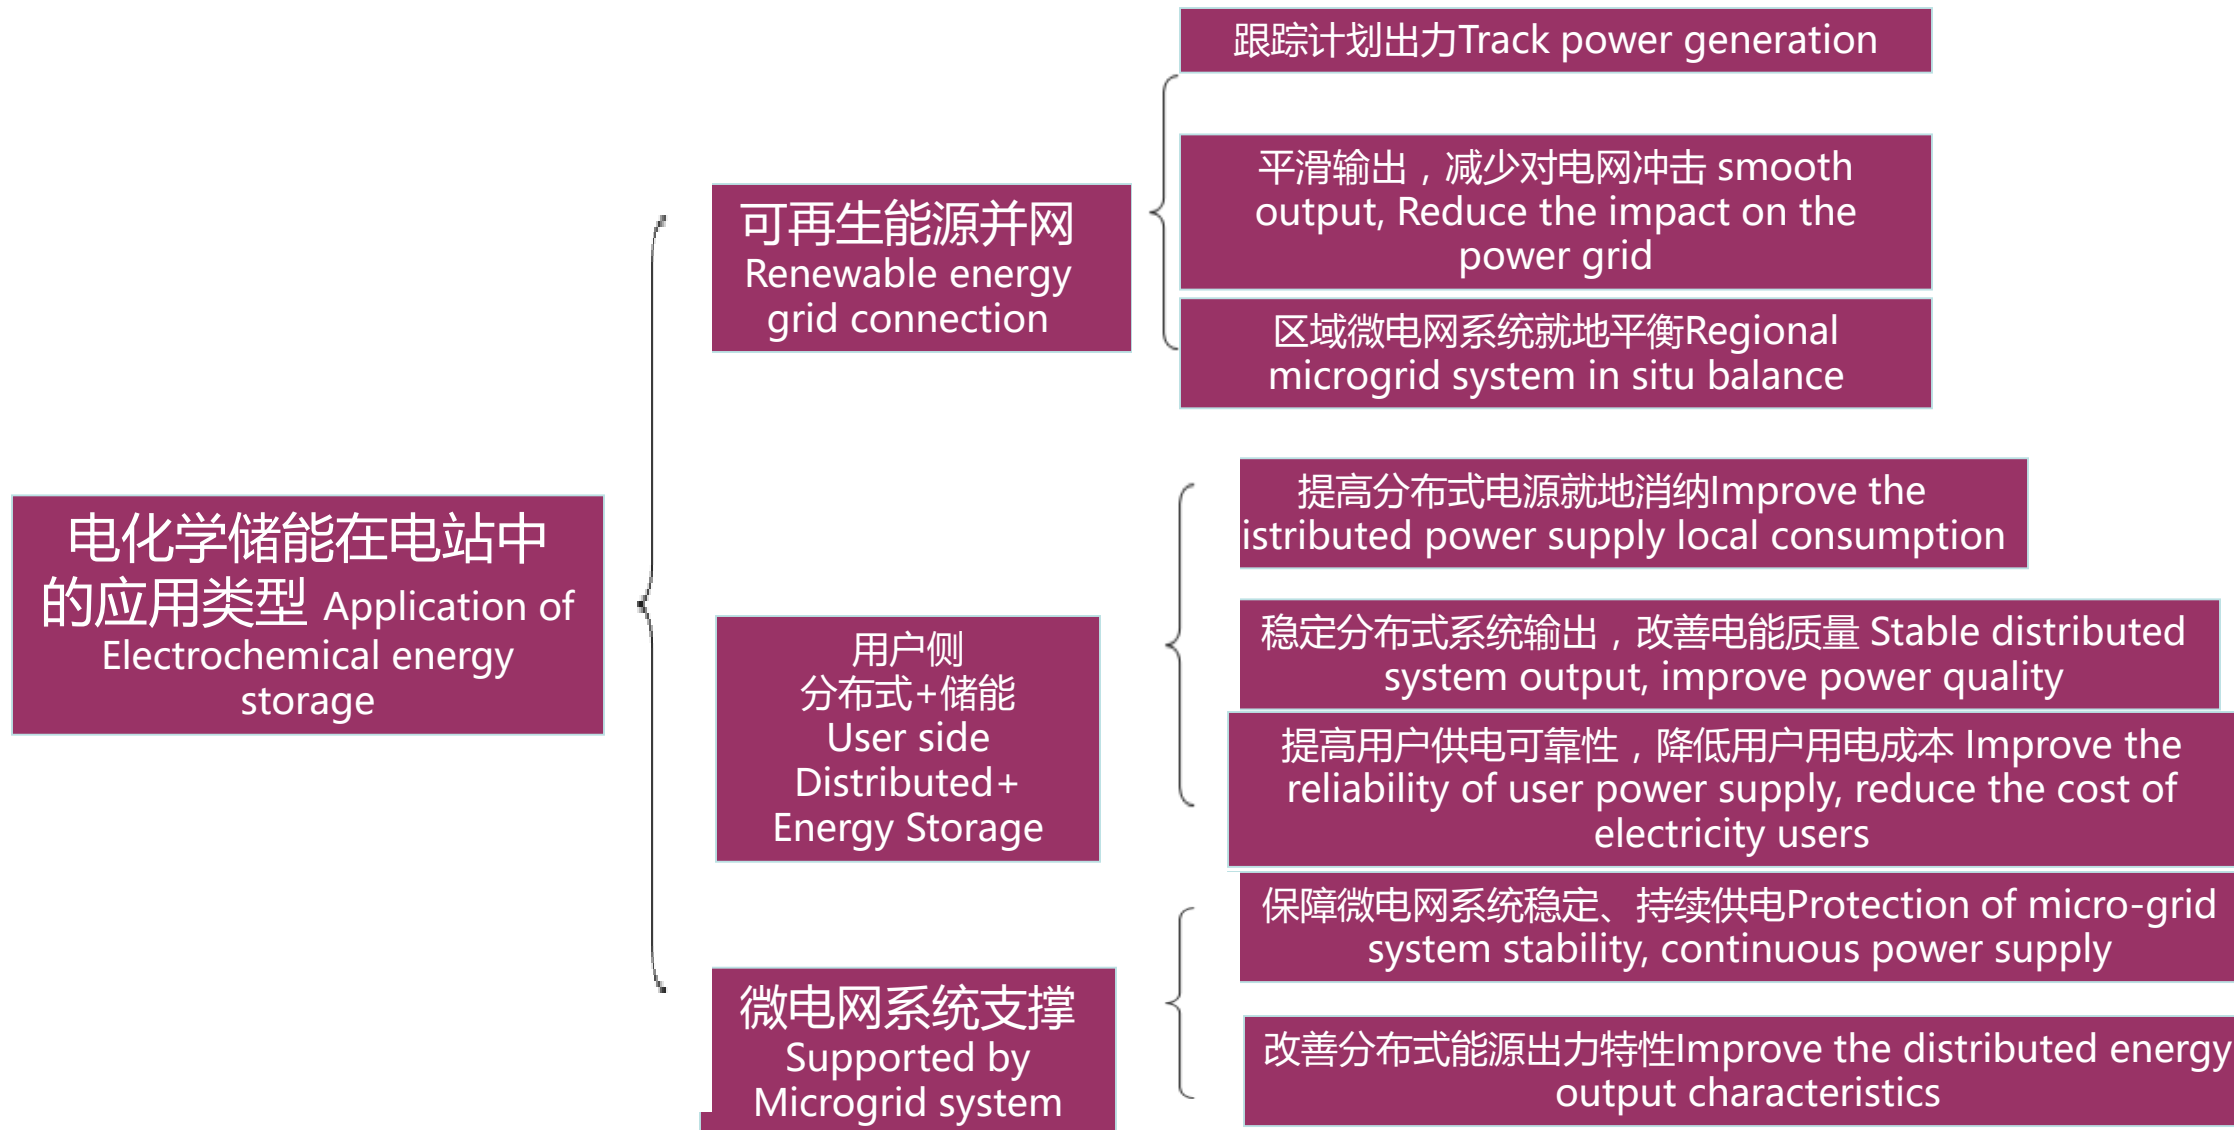 电化学储能在电站中
的应用类型 Application of
Electrochemical energy
storage
可再生能源并网
Renewable energy
grid connection
跟踪计划出力Track power generation
平滑输出，减少对电网冲击 smooth
output, Reduce the impact on the
power grid
区域微电网系统就地平衡Regional
microgrid system in situ balance
用户侧
分布式+储能
User side
Distributed+
Energy Storage
提高分布式电源就地消纳Improve the
istributed power supply local consumption
稳定分布式系统输出，改善电能质量 Stable distributed
system output, improve power quality
提高用户供电可靠性，降低用户用电成本 Improve the
reliability of user power supply, reduce the cost of
electricity users
微电网系统支撑
Supported by
Microgrid system
保障微电网系统稳定、持续供电Protection of micro-grid
system stability, continuous power supply
改善分布式能源出力特性Improve the distributed energy
output characteristics